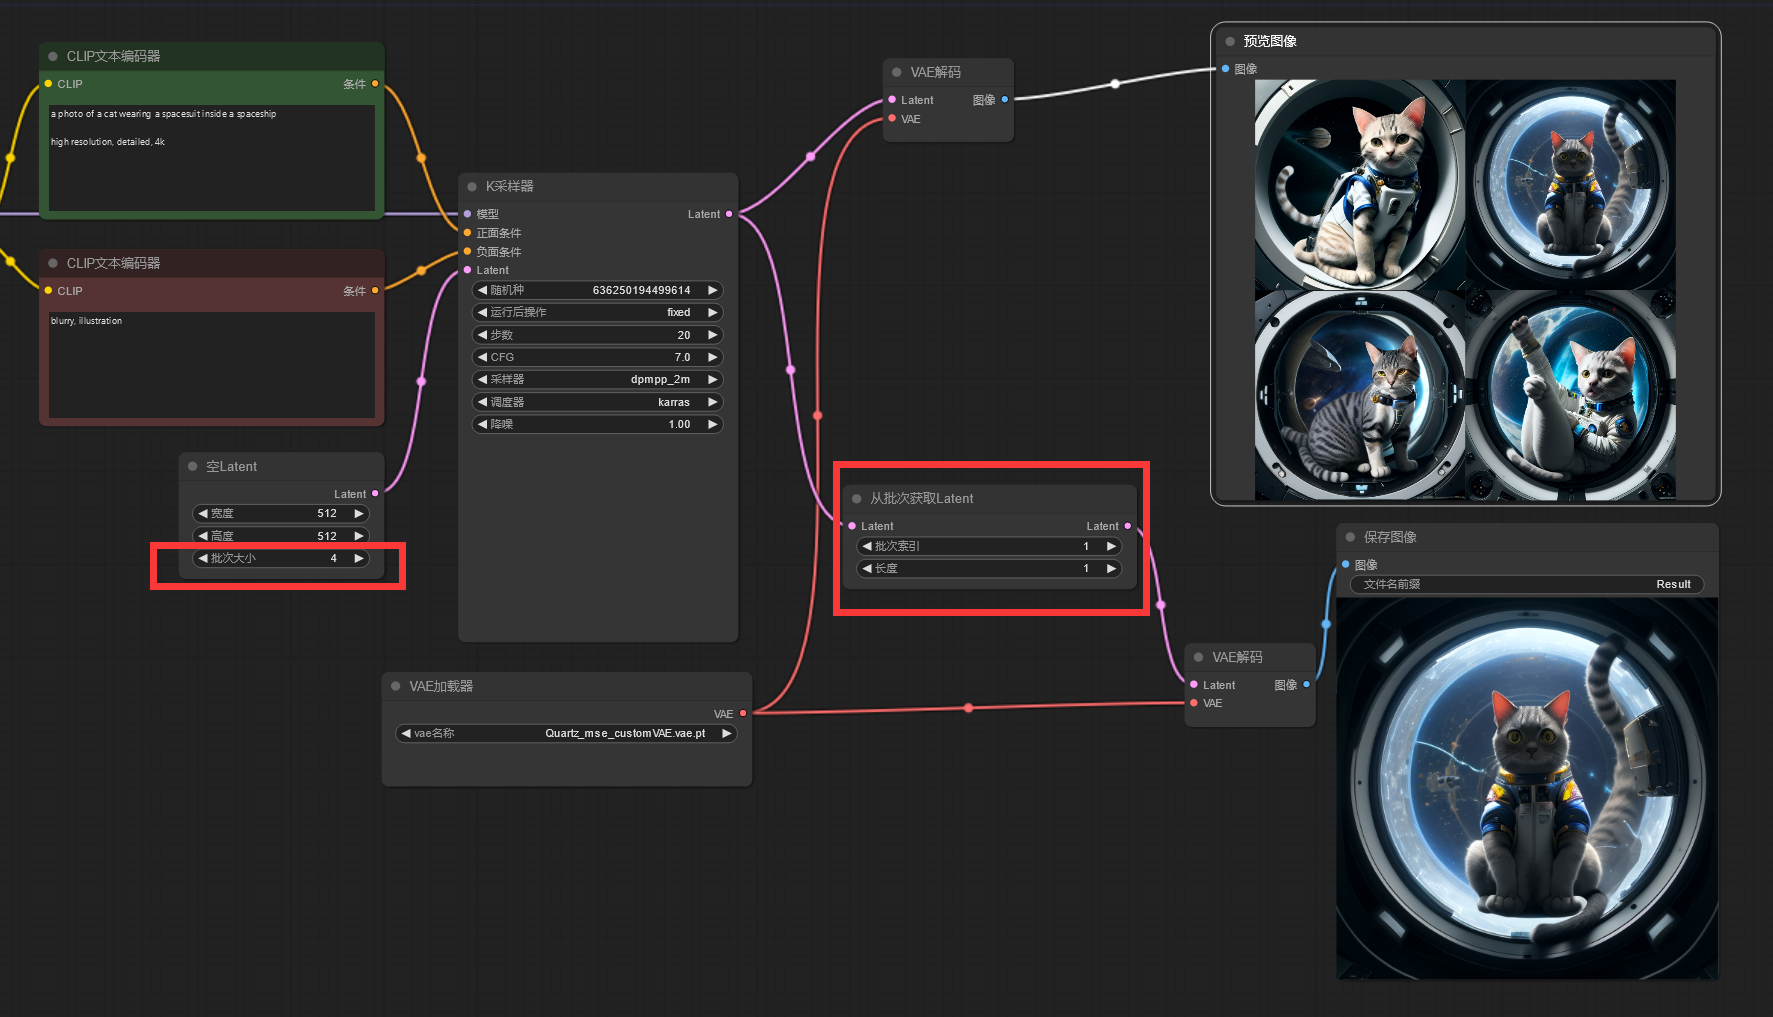 CLIP文本编码器
CLIP
条件
a photo of a cat wearing a spacesuit inside a spaceship
high resolution, detailed, 4k
CLIP文本编码器
CLIP
条件
blurry, illustration
空Latent
Latent
宽度 512
高度 512
批次大小 4
K采样器
模型
Latent
正面条件
负面条件
Latent
随机种 636250194499614
运行后操作 fixed
步数 20
CFG 7.0
采样器 dpmpp_2m
调度器 karras
降噪 1.00
VAE加载器
VAE
vae名称 Quartz_mse_customVAE.vae.pt
VAE解码
Latent 图像
VAE
从批次获取Latent
Latent Latent
批次索引 1
长度 1
VAE解码
Latent 图像
VAE
预览图像
图像
保存图像
图像
文件名前缀 Result